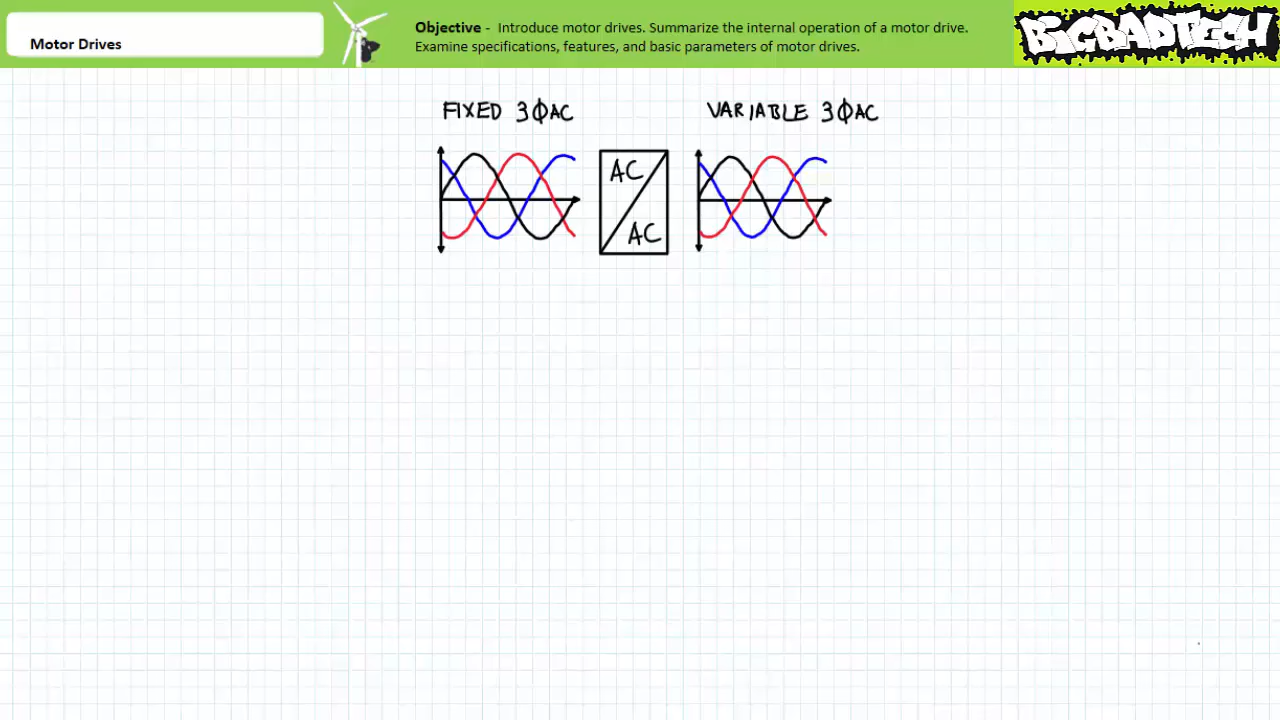 Motor Drives
Objective - Introduce motor drives. Summarize the internal operation of a motor drive.
Examine specifications, features, and basic parameters of motor drives.
BIGBADTECH
FIXED 3ΦAC
VARIABLE 3ΦAC
AC
AC